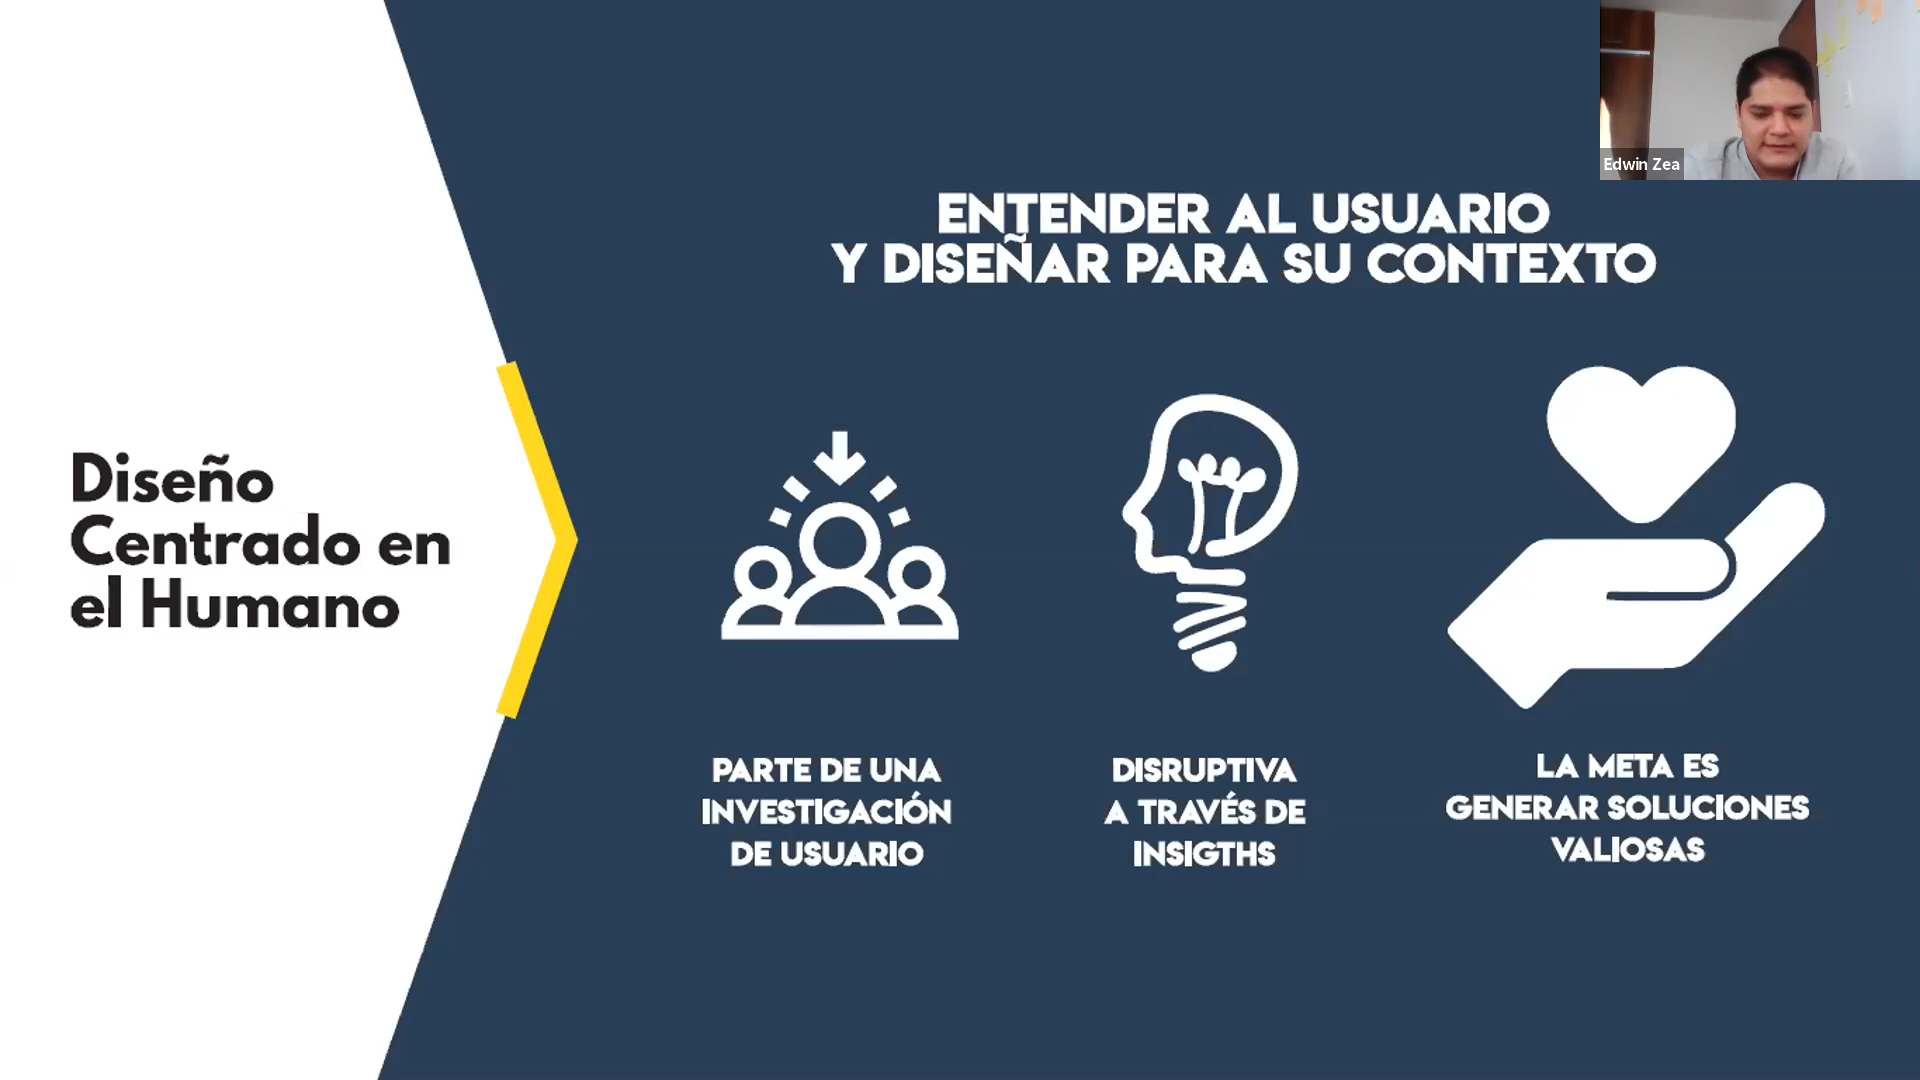 Edwin Zea
ENTENDER AL USUARIO
Y DISEÑAR PARA SU CONTEXTO
Diseño
Centrado en
el Humano
PARTE DE UNA
INVESTIGACIÓN
DE USUARIO
DISRUPTIVA
A TRAVÉS DE
INSIGTHS
LA META ES
GENERAR SOLUCIONES
VALIOSAS